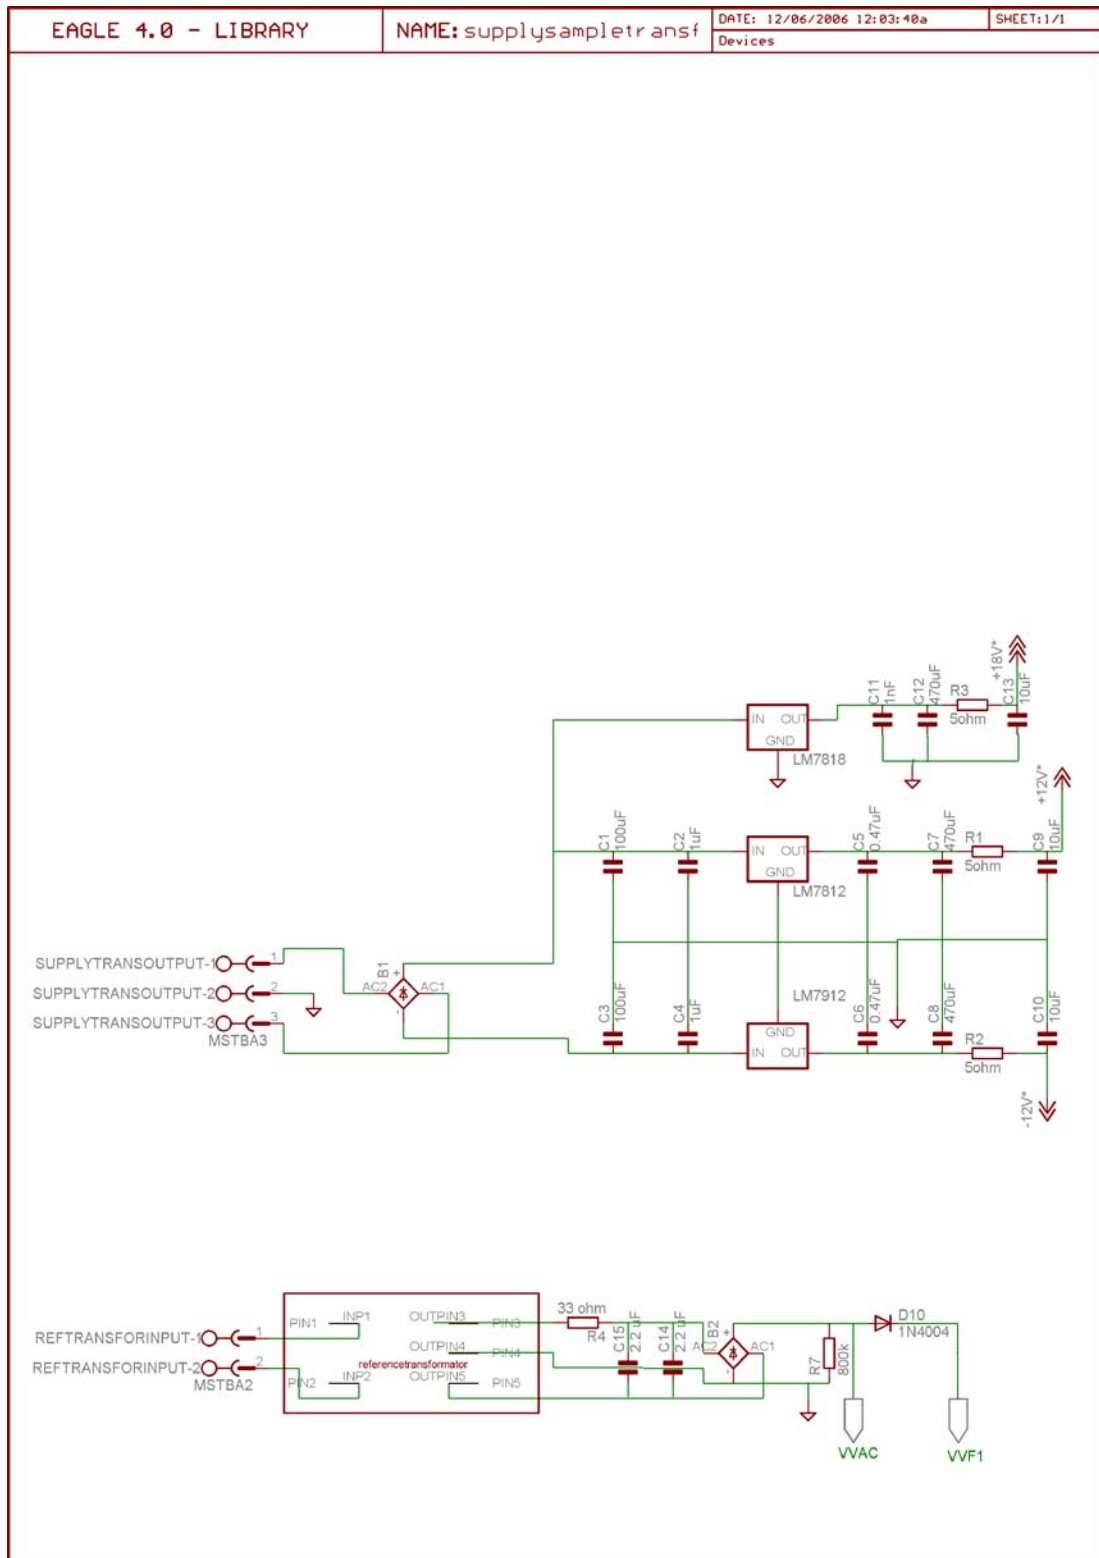 EAGLE 4.0 - LIBRARY
NAME: supplysampletransf
DATE: 12/06/2006 12:03:40a
SHEET:1/1
Devices
+18V*
C11
1nF
C12
470uF
R3
5ohm
C13
10uF
IN OUT
GND
LM7818
+12V*
C1
100uF
C2
1uF
IN OUT
GND
LM7812
C5
0.47uF
C7
470uF
R1
5ohm
C9
10uF
SUPPLYTRANSOUTPUT-1
1
SUPPLYTRANSOUTPUT-2
2
SUPPLYTRANSOUTPUT-3
3
MSTBA3
B1
+
AC2 AC1
-
C3
100uF
C4
1uF
LM7912
GND
IN OUT
C6
0.47uF
C8
470uF
R2
5ohm
C10
10uF
-12V*
REFTRANSFORINPUT-1
1
REFTRANSFORINPUT-2
2
MSTBA2
PIN1 INP1
PIN2 INP2
OUTPIN3 PIN3
OUTPIN4 PIN4
referencetransformator
OUTPIN5 PIN5
33 ohm
R4
C15
2.2 uF
C14
2.2 uF
B2
+
AC2 AC1
-
R7
800k
D10
1N4004
VVAC
VVF1